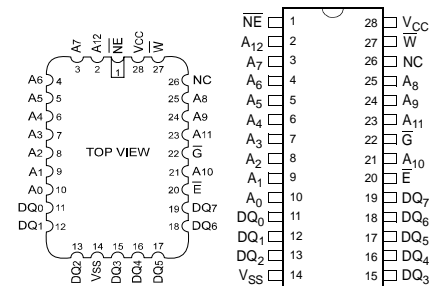 A7 A12 NE VCC W
3 2 1 28 27
A6 4 26 NC
A5 5 25 A8
A4 6 24 A9
A3 7 23 A11
A2 8 TOP VIEW 22 G
A1 9 21 A10
A0 10 20 E
DQ0 11 19 DQ7
DQ1 12 18 DQ6
13 14 15 16 17
DQ2 VSS DQ3 DQ4 DQ5
NE 1 28 VCC
A12 2 27 W
A7 3 26 NC
A6 4 25 A8
A5 5 24 A9
A4 6 23 A11
A3 7 22 G
A2 8 21 A10
A1 9 20 E
A0 10 19 DQ7
DQ0 11 18 DQ6
DQ1 12 17 DQ5
DQ2 13 16 DQ4
VSS 14 15 DQ3